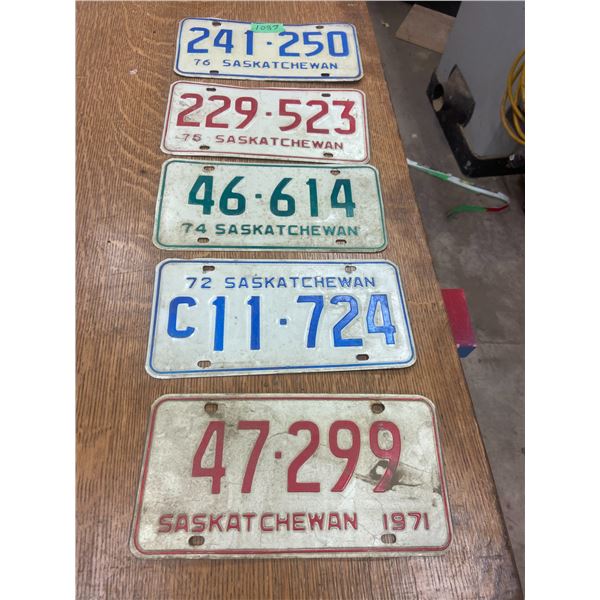 1087
241·250
76 SASKATCHEWAN
229·523
75 SASKATCHEWAN
46·614
74 SASKATCHEWAN
72 SASKATCHEWAN
C11·724
47·299
SASKATCHEWAN 1971